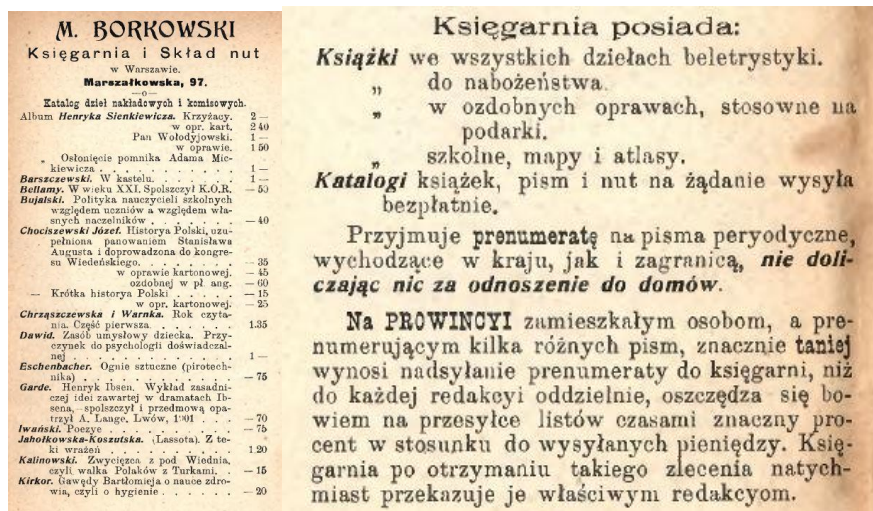 M. BORKOWSKI
Księgarnia i Skład nut
w Warszawie.
Marszałkowska, 97.
—o—
Katalog dzieł nakładowych i komisowych.
Album Henryka Sienkiewicza. Krzyżacy. 2 —
w opr. kart. 2 40
Pan Wołodyjowski. 1 —
w oprawie. 1 50
„ Osłonięcie pomnika Adama Mic-
kiewicza . . . . . . . . . 1 —
Barszczewski. W kastelu. . . . . . 1 —
Bellamy. W wieku XXI. Spolszczył K.O.R. — 50
Bujalski. Polityka nauczycieli szkolnych
względem uczniów a względem wła-
snych naczelników . . . . . . — 40
Chociszewski Józef. Historya Polski, uzu-
pełniona panowaniem Stanisława
Augusta i doprowadzona do kongre-
su Wiedeńskiego. . . . . . . — 35
w oprawie kartonowej. — 45
ozdobnej w pł. ang. — 60
— Krótka historya Polski . . . . . — 15
w opr. kartonowej. — 25
Chrząszczewska i Warnka. Rok czyta-
nia. Część pierwsza. . . . . . 1.35
Dawid. Zasób umysłowy dziecka. Przy-
czynek do psychologii doświadczal-
nej . . . . . . . . . . . 1 —
Eschenbacher. Ognie sztuczne (pirotech-
nika) . . . . . . . . . . — 75
Garde. Henryk Ibsen. Wykład zasadni-
czej idei zawartej w dramatach Ib-
sena,- spolszczył i przedmową opa-
trzył A. Lange. Lwów, 1901 . . . — 70
Iwański. Poezye . . . . . . . . — 75
Jahołkowska-Koszutska. (Lassota). Z te-
ki wrażeń . . . . . . . . 1 20
Kalinowski. Zwycięzca z pod Wiednia,
czyli walka Polaków z Turkami. . — 15
Kirkor. Gawędy Bartłomieja o nauce zdro-
wia, czyli o hygienie . . . . . . — 20
Księgarnia posiada:
Książki we wszystkich dziełach beletrystyki.
„ do nabożeństwa.
„ w ozdobnych oprawach, stosowne na
podarki.
„ szkolne, mapy i atlasy.
Katalogi książek, pism i nut na żądanie wysyła
bezpłatnie.
Przyjmuje prenumeratę na pisma peryodyczne,
wychodzące w kraju, jak i zagranicą, nie doli-
czając nic za odnoszenie do domów.
Na PROWINCYI zamieszkałym osobom, a pre-
numerującym kilka różnych pism, znacznie taniej
wynosi nadsyłanie prenumeraty do księgarni, niż
do każdej redakcyi oddzielnie, oszczędza się bo-
wiem na przesyłce listów czasami znaczny pro-
cent w stosunku do wysyłanych pieniędzy. Księ-
garnia po otrzymaniu takiego zlecenia natych-
miast przekazuje je właściwym redakcyom.